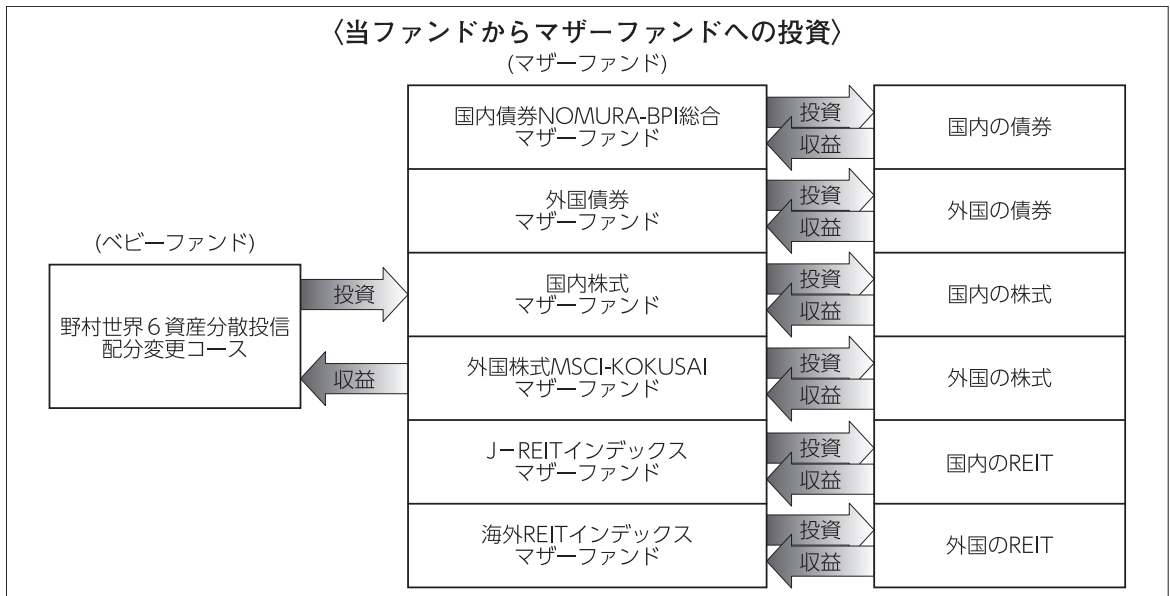 〈当ファンドからマザーファンドへの投資〉
(マザーファンド)
(ベビーファンド)
野村世界6資産分散投信
配分変更コース
投資
収益
国内債券NOMURA-BPI総合
マザーファンド
投資
収益
国内の債券
外国債券
マザーファンド
投資
収益
外国の債券
国内株式
マザーファンド
投資
収益
国内の株式
外国株式MSCI-KOKUSAI
マザーファンド
投資
収益
外国の株式
J-REITインデックス
マザーファンド
投資
収益
国内のREIT
海外REITインデックス
マザーファンド
投資
収益
外国のREIT